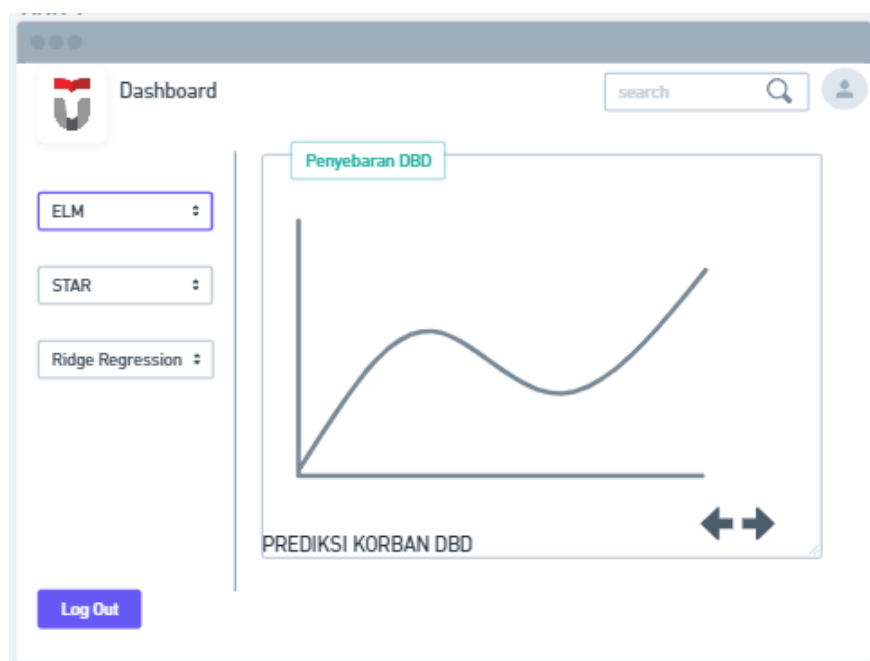 Dashboard
search
Penyebaran DBD
ELM
STAR
Ridge Regression
PREDIKSI KORBAN DBD
Log Out